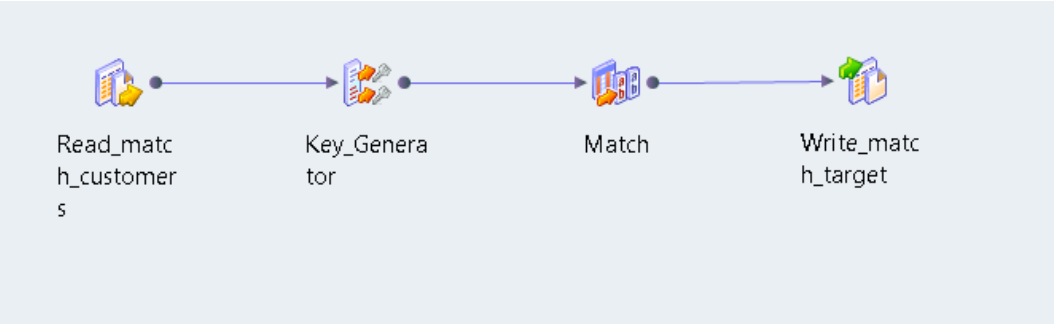 Read_matc
h_customer
s
Key_Genera
tor
Match
Write_matc
h_target